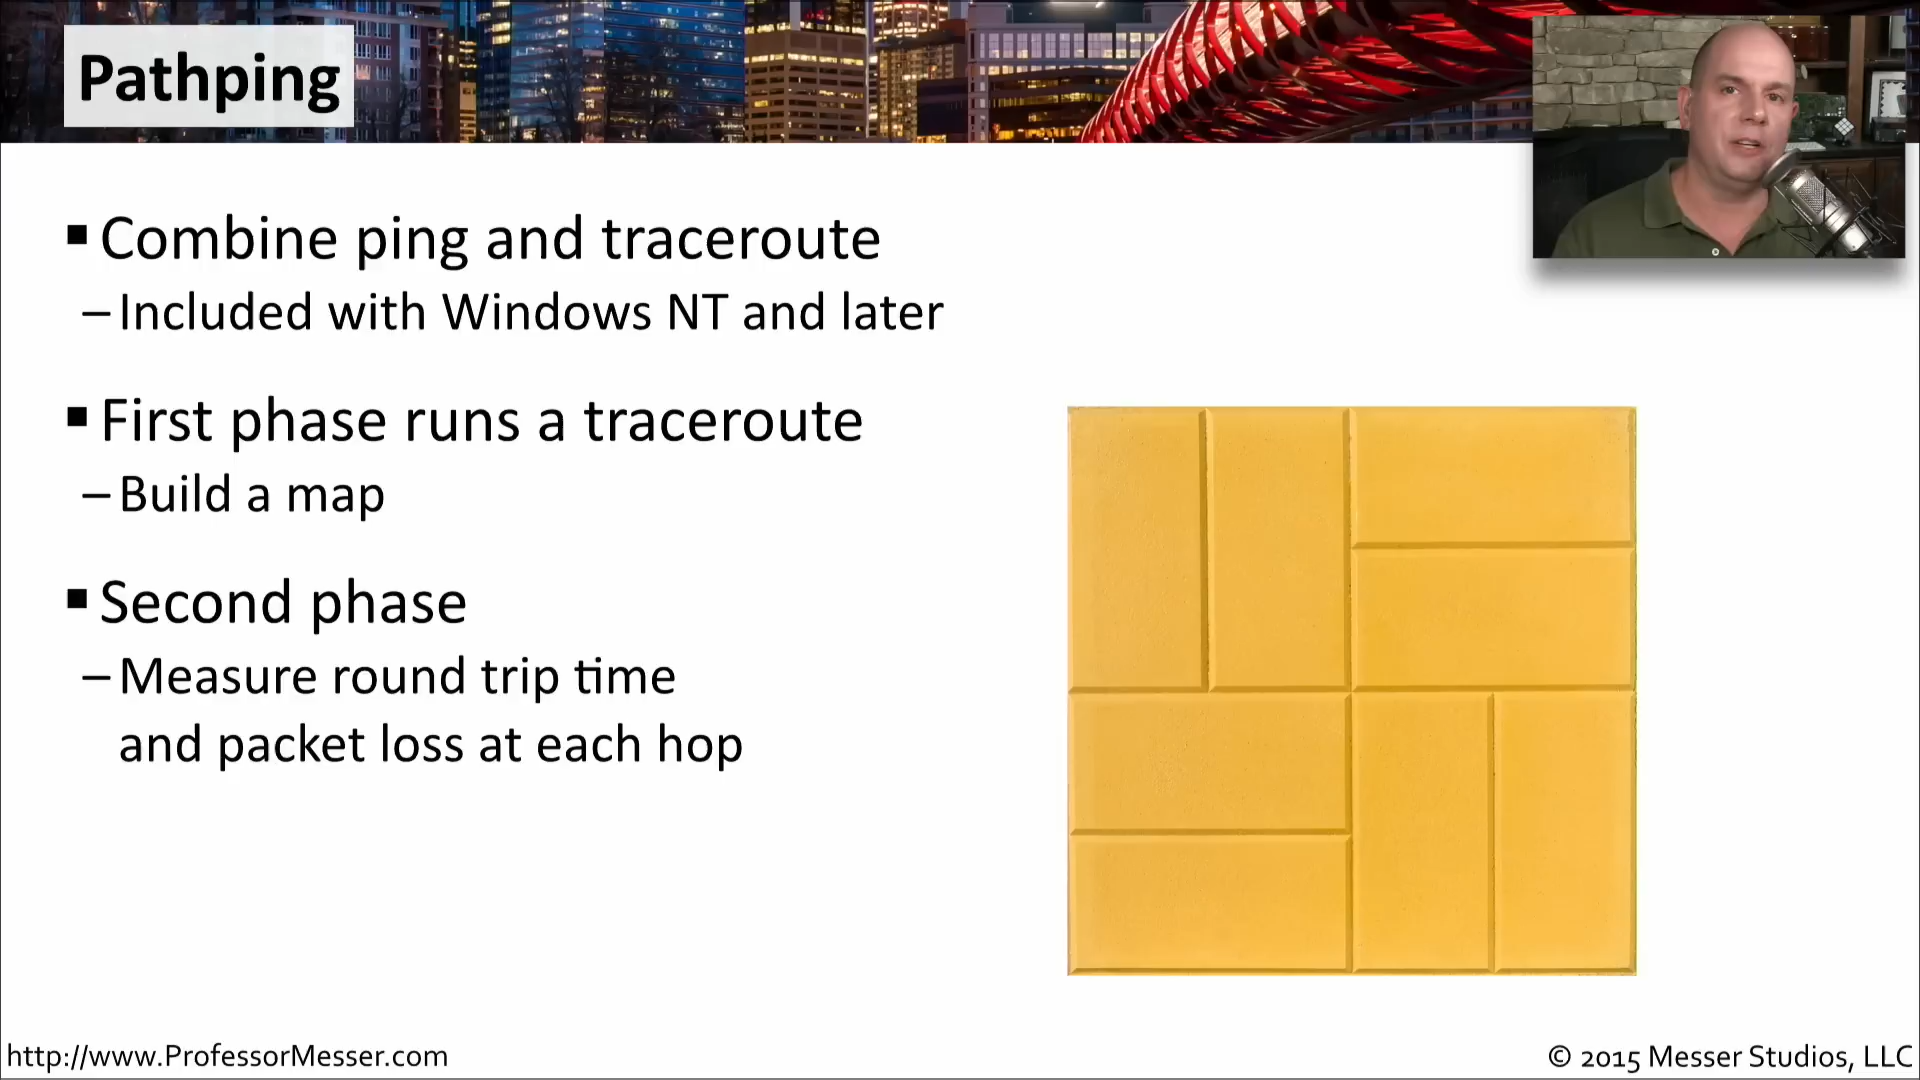 Pathping
▪ Combine ping and traceroute
– Included with Windows NT and later
▪ First phase runs a traceroute
– Build a map
▪ Second phase
– Measure round trip time
and packet loss at each hop
http://www.ProfessorMesser.com
© 2015 Messer Studios, LLC